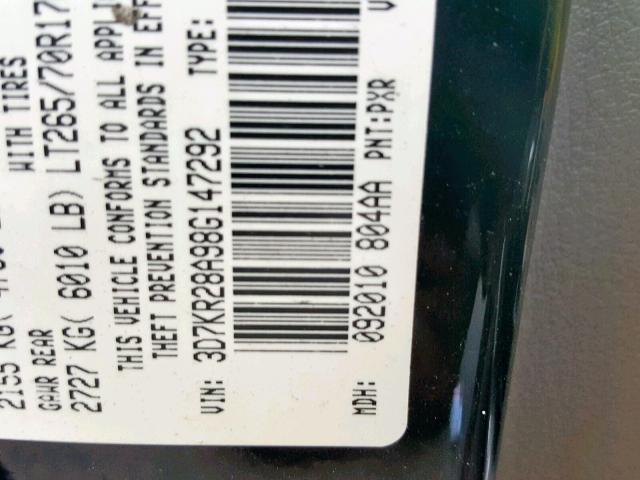 2155 KG(
GAWR REAR WITH TIRES
2727 KG( 6010 LB) LT265/70R17
THIS VEHICLE CONFORMS TO ALL APPLI
THEFT PREVENTION STANDARDS IN EFF
VIN: 3D7KR28A98G147292 TYPE:
MDH: 092010 804AA PNT:PXR V